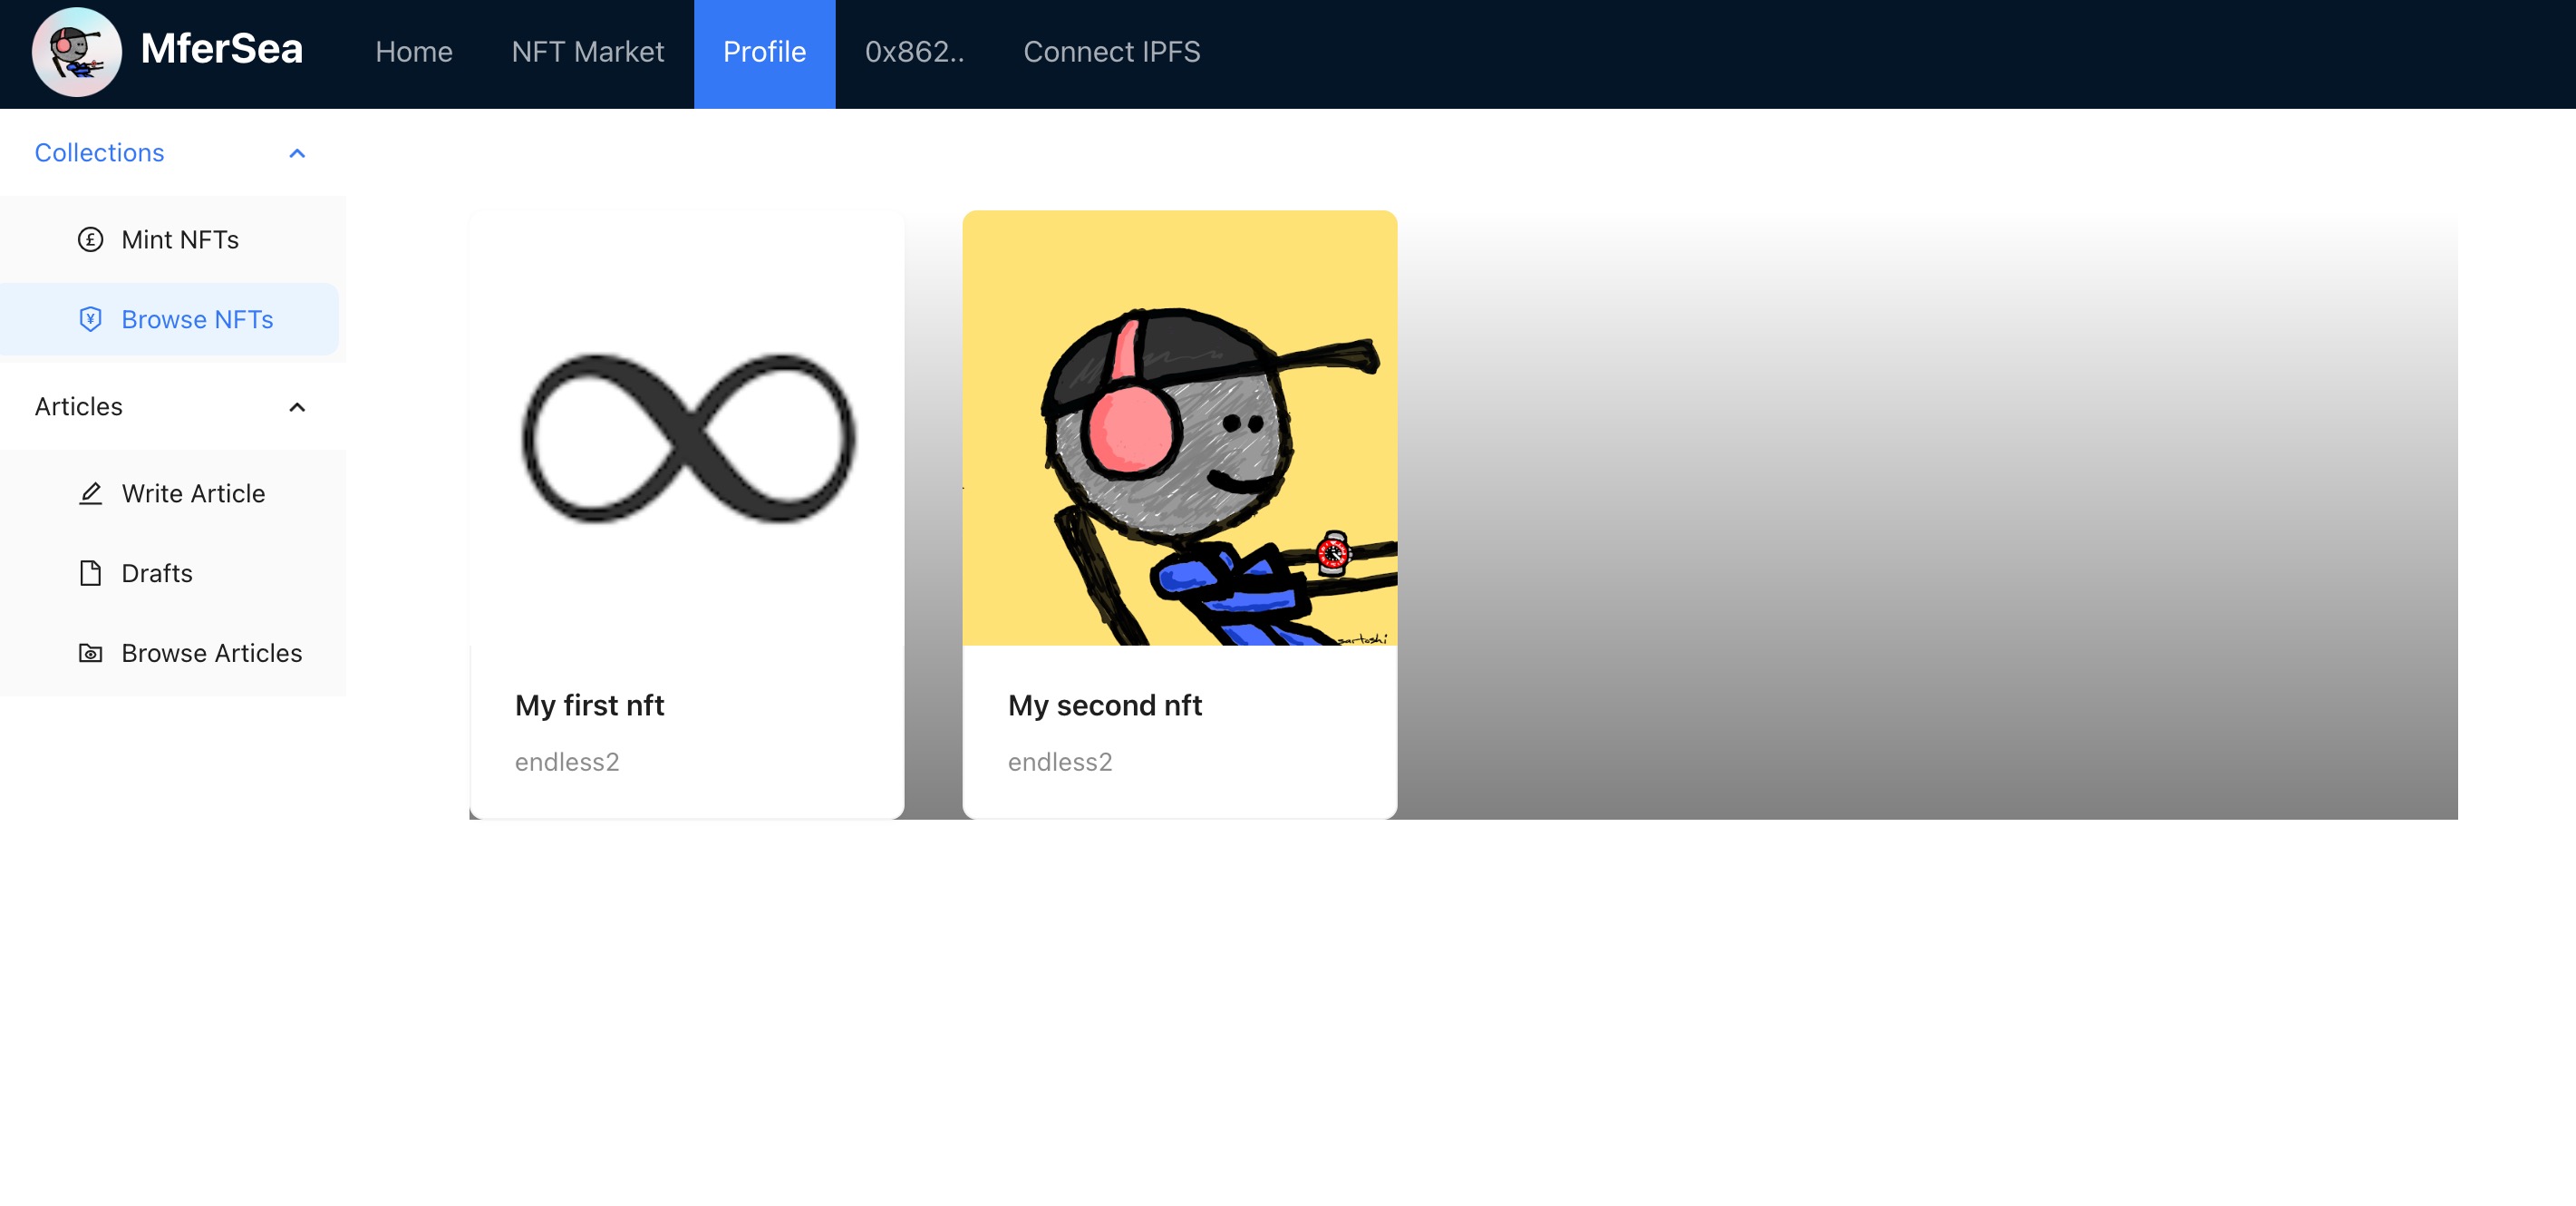 MferSea
Home
NFT Market
Profile
0x862..
Connect IPFS
Collections
Mint NFTs
Browse NFTs
Articles
Write Article
Drafts
Browse Articles
sartoshi
My first nft
endless2
My second nft
endless2